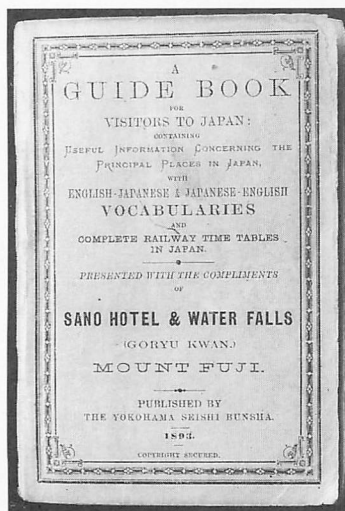 A
GUIDE BOOK
FOR
VISITORS TO JAPAN:
CONTAINING
USEFUL INFORMATION CONCERNING THE
PRINCIPAL PLACES IN JAPAN,
WITH
ENGLISH-JAPANESE & JAPANESE-ENGLISH
VOCABULARIES
AND
COMPLETE RAILWAY TIME TABLES
IN JAPAN.
PRESENTED WITH THE COMPLIMENTS
OF
SANO HOTEL & WATER FALLS
(GORYU KWAN.)
MOUNT FUJI.
PUBLISHED BY
THE YOKOHAMA SEISHI BUNSHA.
1893.
COPYRIGHT SECURED.